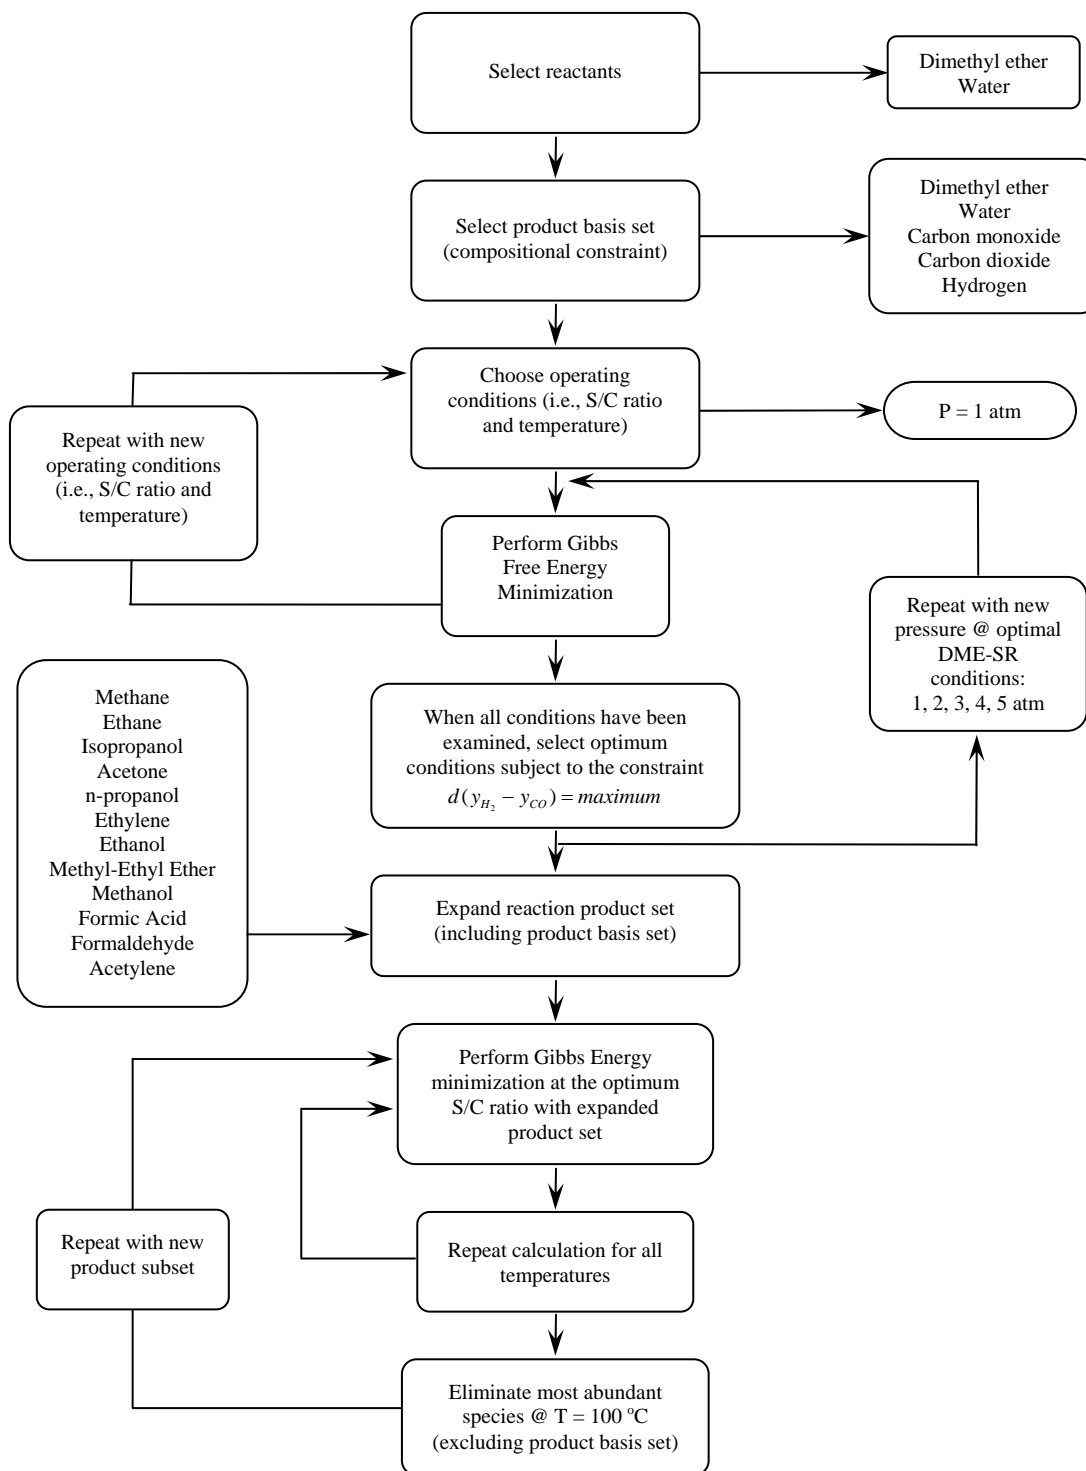 Select reactants
Dimethyl ether
Water
Select product basis set
(compositional constraint)
Dimethyl ether
Water
Carbon monoxide
Carbon dioxide
Hydrogen
Choose operating
conditions (i.e., S/C ratio
and temperature)
P = 1 atm
Repeat with new
operating conditions
(i.e., S/C ratio and
temperature)
Perform Gibbs
Free Energy
Minimization
Repeat with new
pressure @ optimal
DME-SR
conditions:
1, 2, 3, 4, 5 atm
When all conditions have been
examined, select optimum
conditions subject to the constraint
d(y_{H_2} − y_{CO}) = maximum
Methane
Ethane
Isopropanol
Acetone
n-propanol
Ethylene
Ethanol
Methyl-Ethyl Ether
Methanol
Formic Acid
Formaldehyde
Acetylene
Expand reaction product set
(including product basis set)
Perform Gibbs Energy
minimization at the optimum
S/C ratio with expanded
product set
Repeat calculation for all
temperatures
Repeat with new
product subset
Eliminate most abundant
species @ T = 100 °C
(excluding product basis set)